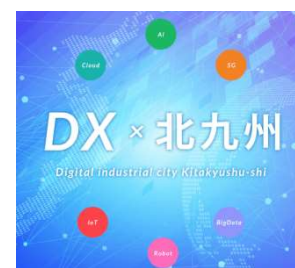 AI
Cloud
5G
DX × 北九州
Digital industrial city Kitakyushu-shi
IoT
BigData
Robot